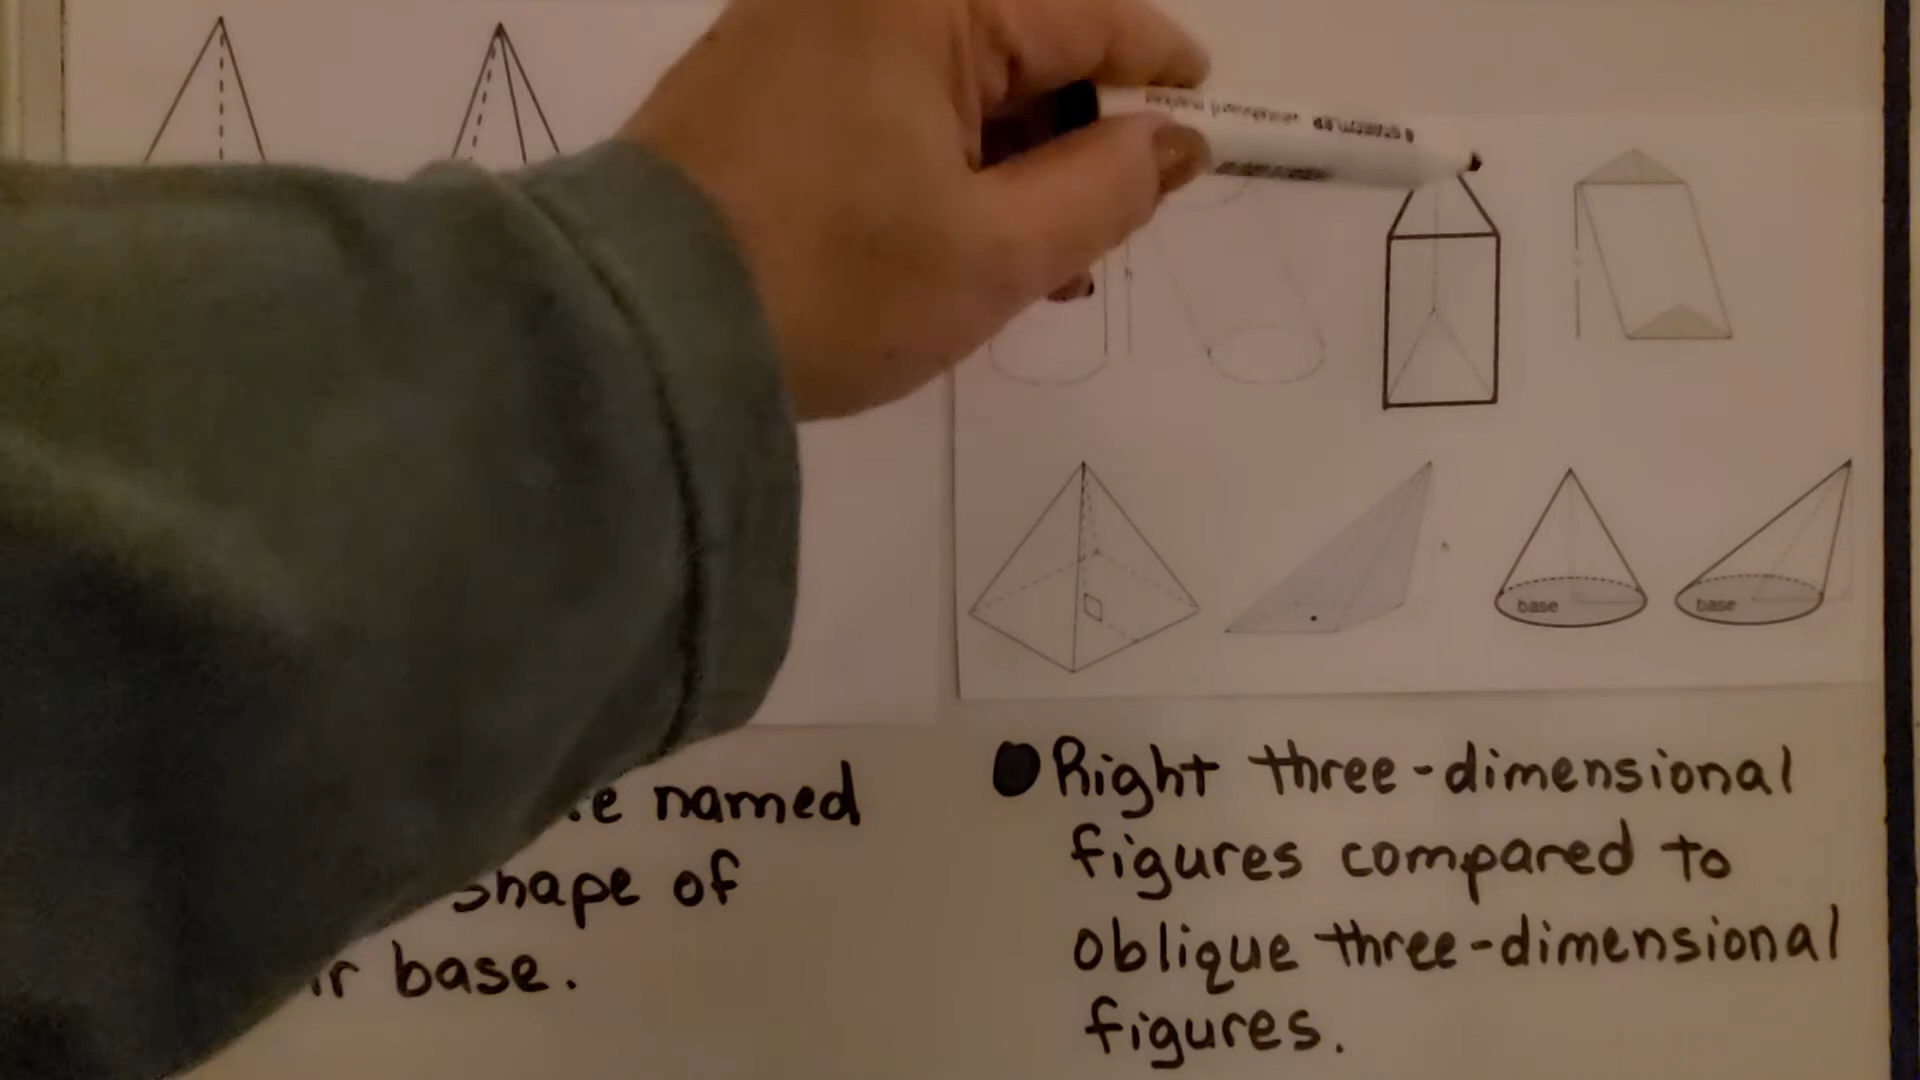 h
h
base
base
e named
shape of
r base.
Right three-dimensional
figures compared to
oblique three-dimensional
figures.